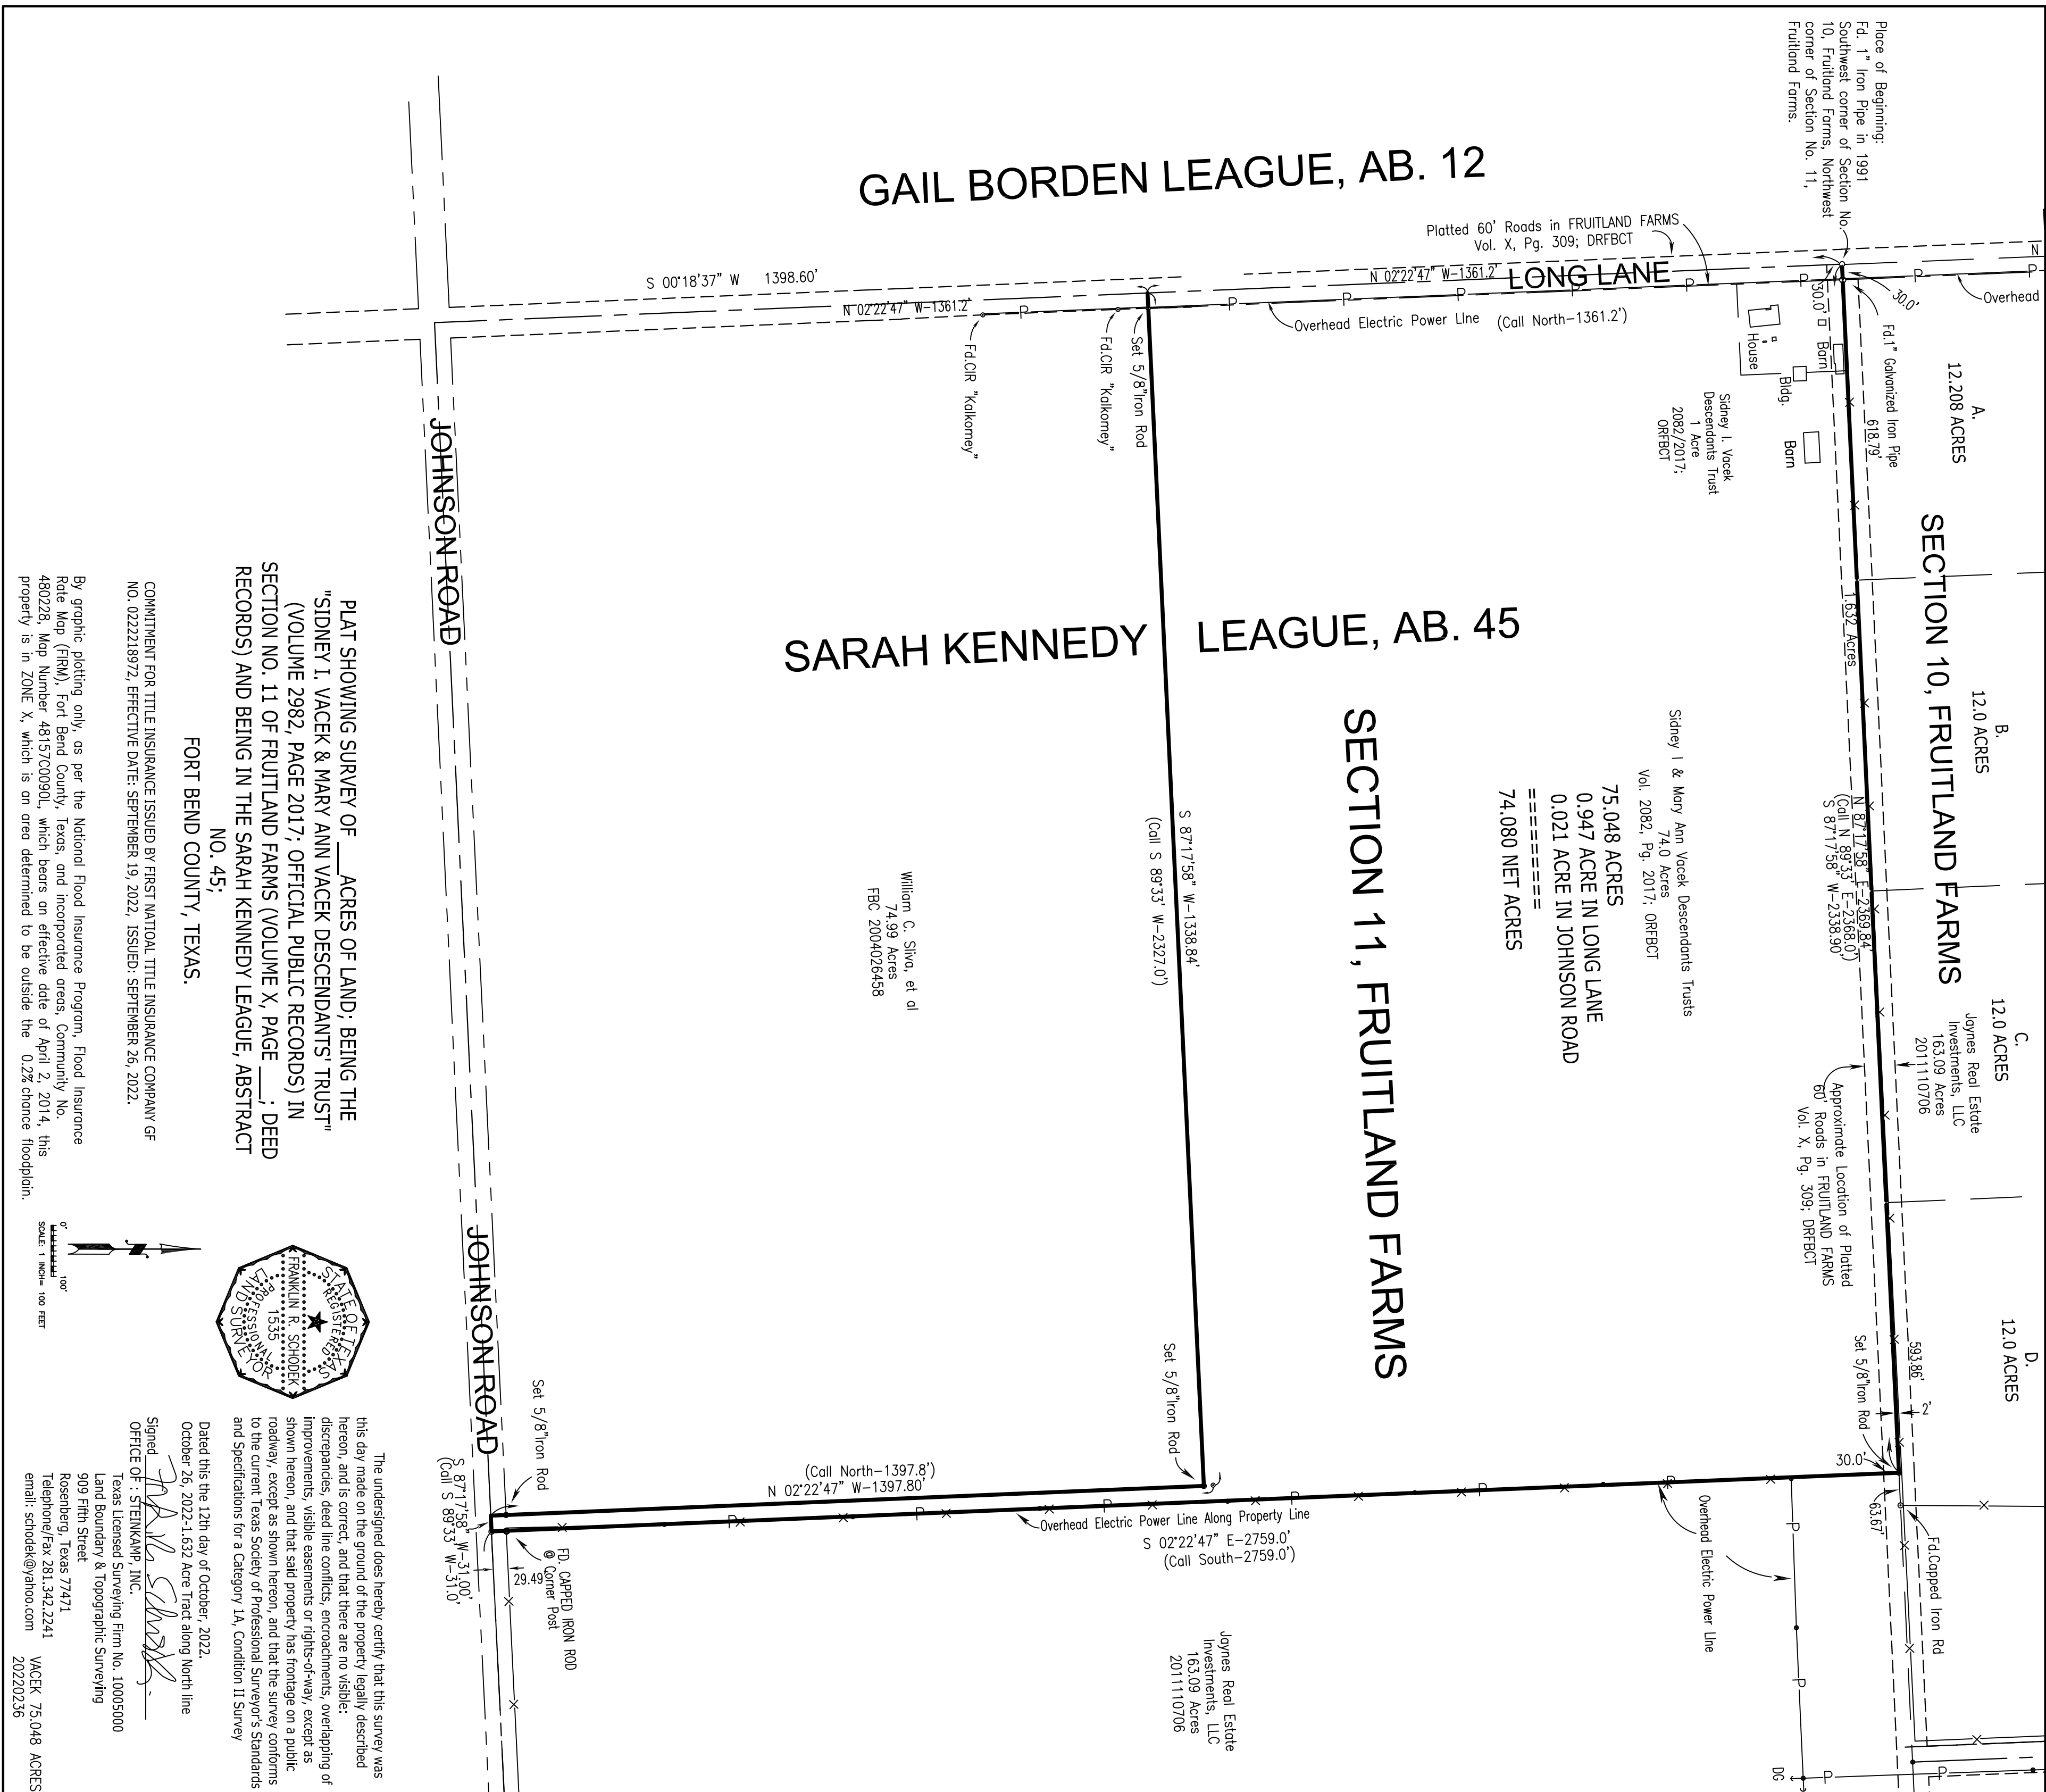 Place of Beginning:
Fd. 1" Iron Pipe in 1991
Southwest corner of Section No.
10, Fruitland Farms, Northwest
corner of Section No. 11,
Fruitland Farms.
GAIL BORDEN LEAGUE, AB. 12
Platted 60' Roads in FRUITLAND FARMS
Vol. X, Pg. 309; DRFBCT
S 00°18'37" W 1398.60'
N 02°22'47" W-1361.2'
N 02°22'47" W-1361.2'
LONG LANE
Overhead Electric Power LIne
(Call North-1361.2')
Overhead
N
30.0'
30.0'
Fd.CIR "Kalkomey"
Fd.CIR "Kalkomey"
Set 5/8"Iron Rod
House
Barn
Bldg.
Barn
Fd.1" Galvanized Iron Pipe
618.79'
Sidney I. Vacek
Descendants Trust
1 Acre
2082/2017;
ORFBCT
A.
12.208 ACRES
SECTION 10, FRUITLAND FARMS
B.
12.0 ACRES
C.
12.0 ACRES
D.
12.0 ACRES
1.632 Acres
N 87°17'58" E-2369.84'
(Call N 89°33' E-2368.0')
S 87°17'58" W-2338.90'
Jaynes Real Estate
Investments, LLC
163.09 Acres
2011110706
Approximate Location of Platted
60' Roads in FRUITLAND FARMS
Vol. X, Pg. 309; DRFBCT
593.86'
2'
Set 5/8"Iron Rod
30.0'
63.67'
Fd.Capped Iron Rd
SARAH KENNEDY LEAGUE, AB. 45
Sidney I & Mary Ann Vacek Descendants Trusts
74.0 Acres
Vol. 2082, Pg. 2017; ORFBCT
75.048 ACRES
0.947 ACRE IN LONG LANE
0.021 ACRE IN JOHNSON ROAD
========
74.080 NET ACRES
SECTION 11, FRUITLAND FARMS
S 87°17'58" W-1338.84'
(Call S 89°33' W-2327.0')
William C. Sliva, et al
74.99 Acres
FBC 2004026458
Set 5/8"Iron Rod
(Call North-1397.8')
N 02°22'47" W-1397.80'
Overhead Electric Power Line Along Property Line
S 02°22'47" E-2759.0'
(Call South-2759.0')
Overhead Electric Power LIne
Jaynes Real Estate
Investments, LLC
163.09 Acres
2011110706
DG
JOHNSON ROAD
JOHNSON ROAD
Set 5/8"Iron Rod
S 87°17'58" W-31.00'
(Call S 89°33' W-31.0'
29.49'
FD. CAPPED IRON ROD
@ Corner Post
PLAT SHOWING SURVEY OF ___ACRES OF LAND; BEING THE
"SIDNEY I. VACEK & MARY ANN VACEK DESCENDANTS' TRUST"
(VOLUME 2982, PAGE 2017; OFFICIAL PUBLIC RECORDS) IN
SECTION NO. 11 OF FRUITLAND FARMS (VOLUME X, PAGE ___; DEED
RECORDS) AND BEING IN THE SARAH KENNEDY LEAGUE, ABSTRACT
NO. 45;
FORT BEND COUNTY, TEXAS.
COMMITMENT FOR TITLE INSURANCE ISSUED BY FIRST NATIOAL TITLE INSURANCE COMPANY GF
NO. 0222218972, EFFECTIVE DATE: SEPTEMBER 19, 2022, ISSUED: SEPTEMBER 26, 2022.
By graphic plotting only, as per the National Flood Insurance Program, Flood Insurance
Rate Map (FIRM), Fort Bend County, Texas, and incorporated areas, Community No.
480228, Map Number 48157C0090L, which bears an effective date of April 2, 2014, this
property is in ZONE X, which is an area determined to be outside the 0.2% chance floodplain.
0' 100'
SCALE: 1 INCH= 100 FEET
STATE OF TEXAS
REGISTERED
FRANKLIN R. SCHODEK
1535
PROFESSIONAL
LAND SURVEYOR
The undersigned does hereby certify that this survey was
this day made on the ground of the property legally described
hereon, and is correct, and that there are no visible:
discrepancies, deed line conflicts, encroachments, overlapping of
improvements, visible easements or rights-of-way, except as
shown hereon, and that said property has frontage on a public
roadway, except as shown hereon, and that the survey conforms
to the current Texas Society of Professional Surveyor's Standards
and Specifications for a Category 1A, Condition II Survey
Dated this the 12th day of October, 2022.
October 26, 2022-1.632 Acre Tract along North line
Signed
OFFICE OF : STEINKAMP, INC.
Texas Licensed Surveying Firm No. 10005000
Land Boundary & Topographic Surveying
909 Fifth Street
Rosenberg, Texas 77471
Telephone/Fax 281.342.2241
email: schodek@yahoo.com
VACEK 75.048 ACRES
20220236